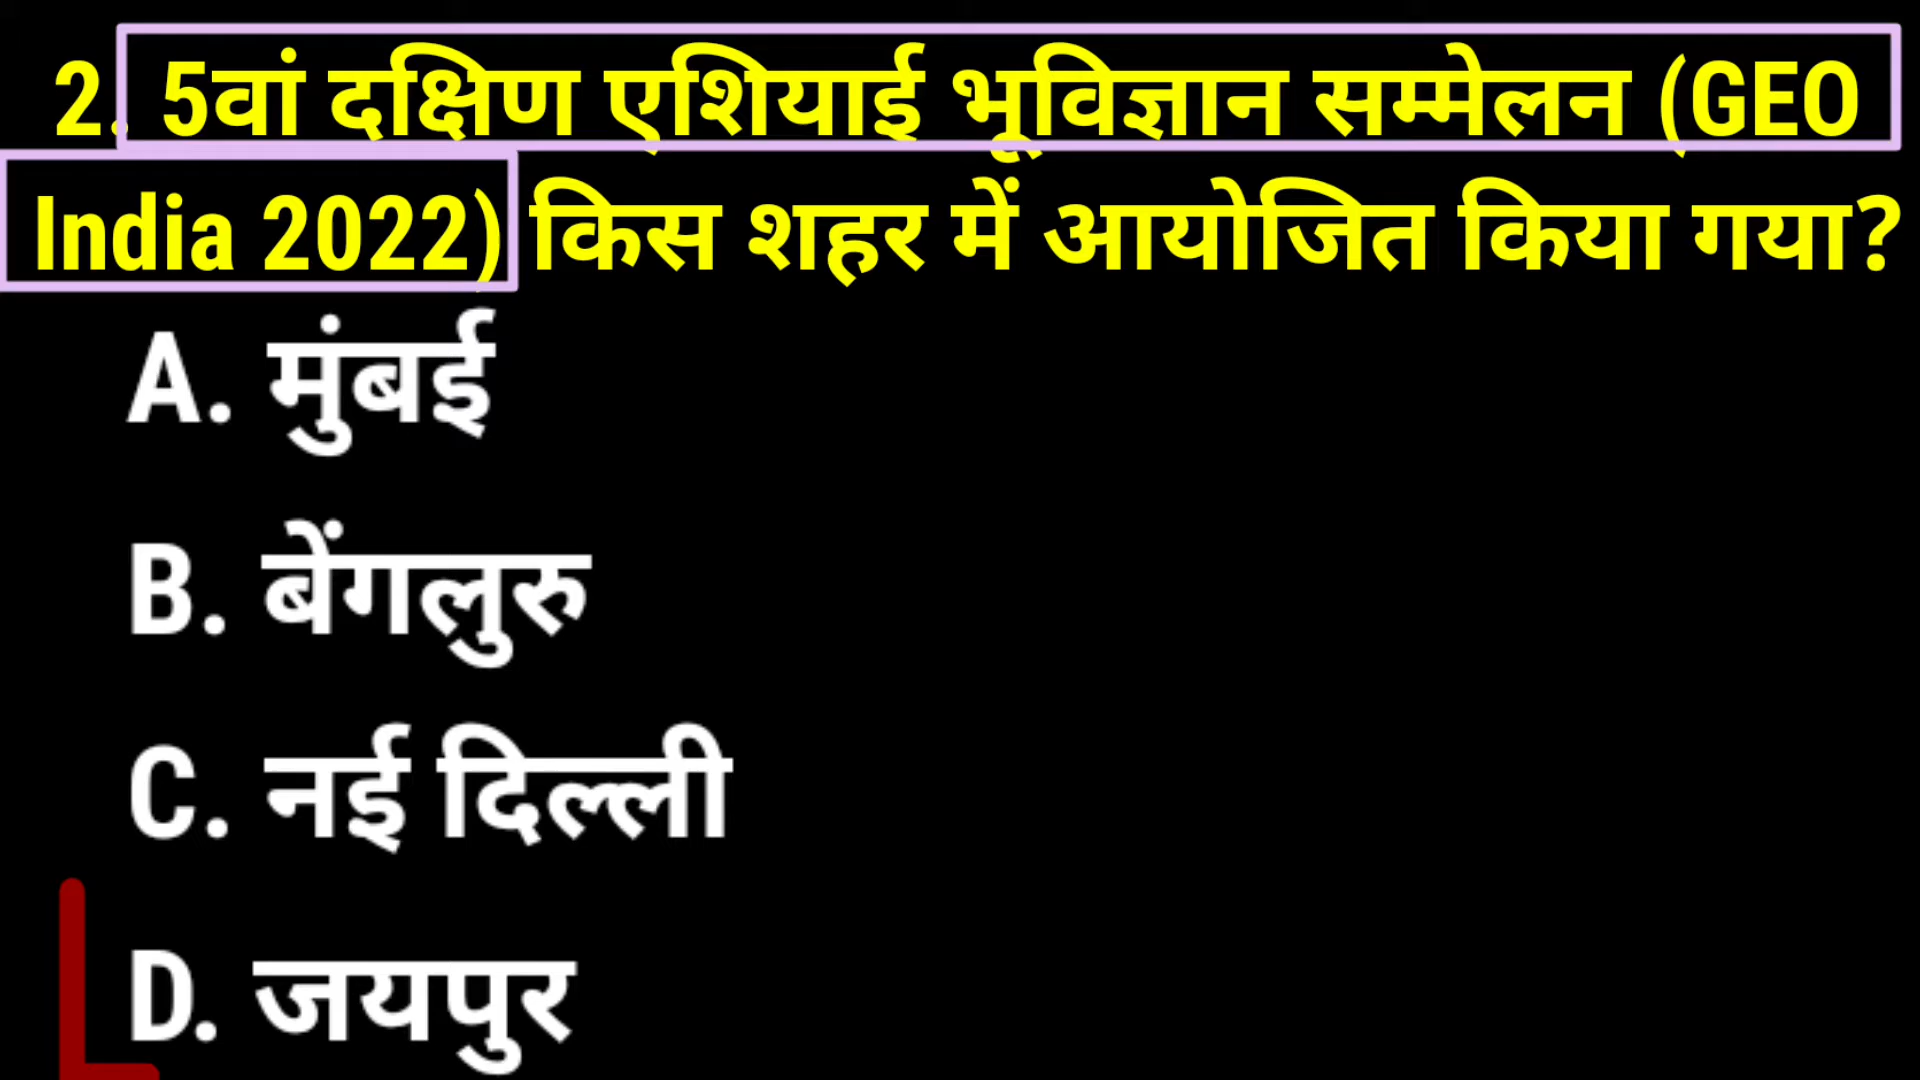 2. 5वां दक्षिण एशियाई भूविज्ञान सम्मेलन (GEO
India 2022) किस शहर में आयोजित किया गया?
A. मुंबई
B. बेंगलुरु
C. नई दिल्ली
D. जयपुर